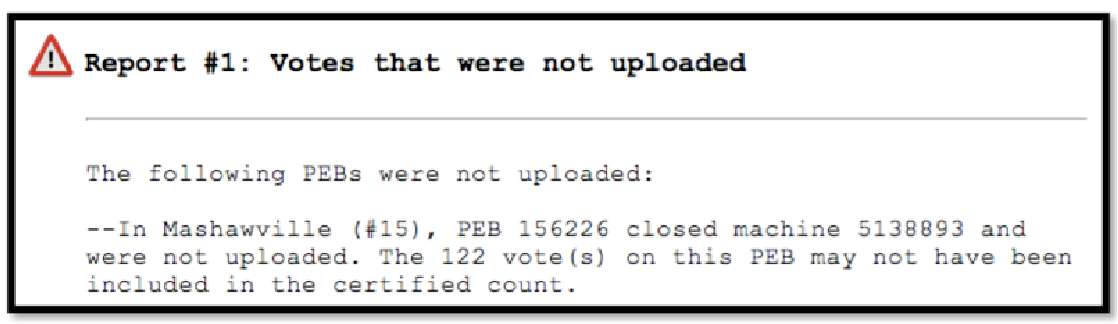 Report #1: Votes that were not uploaded
The following PEBs were not uploaded:
--In Mashawville (#15), PEB 156226 closed machine 5138893 and
were not uploaded. The 122 vote(s) on this PEB may not have been
included in the certified count.